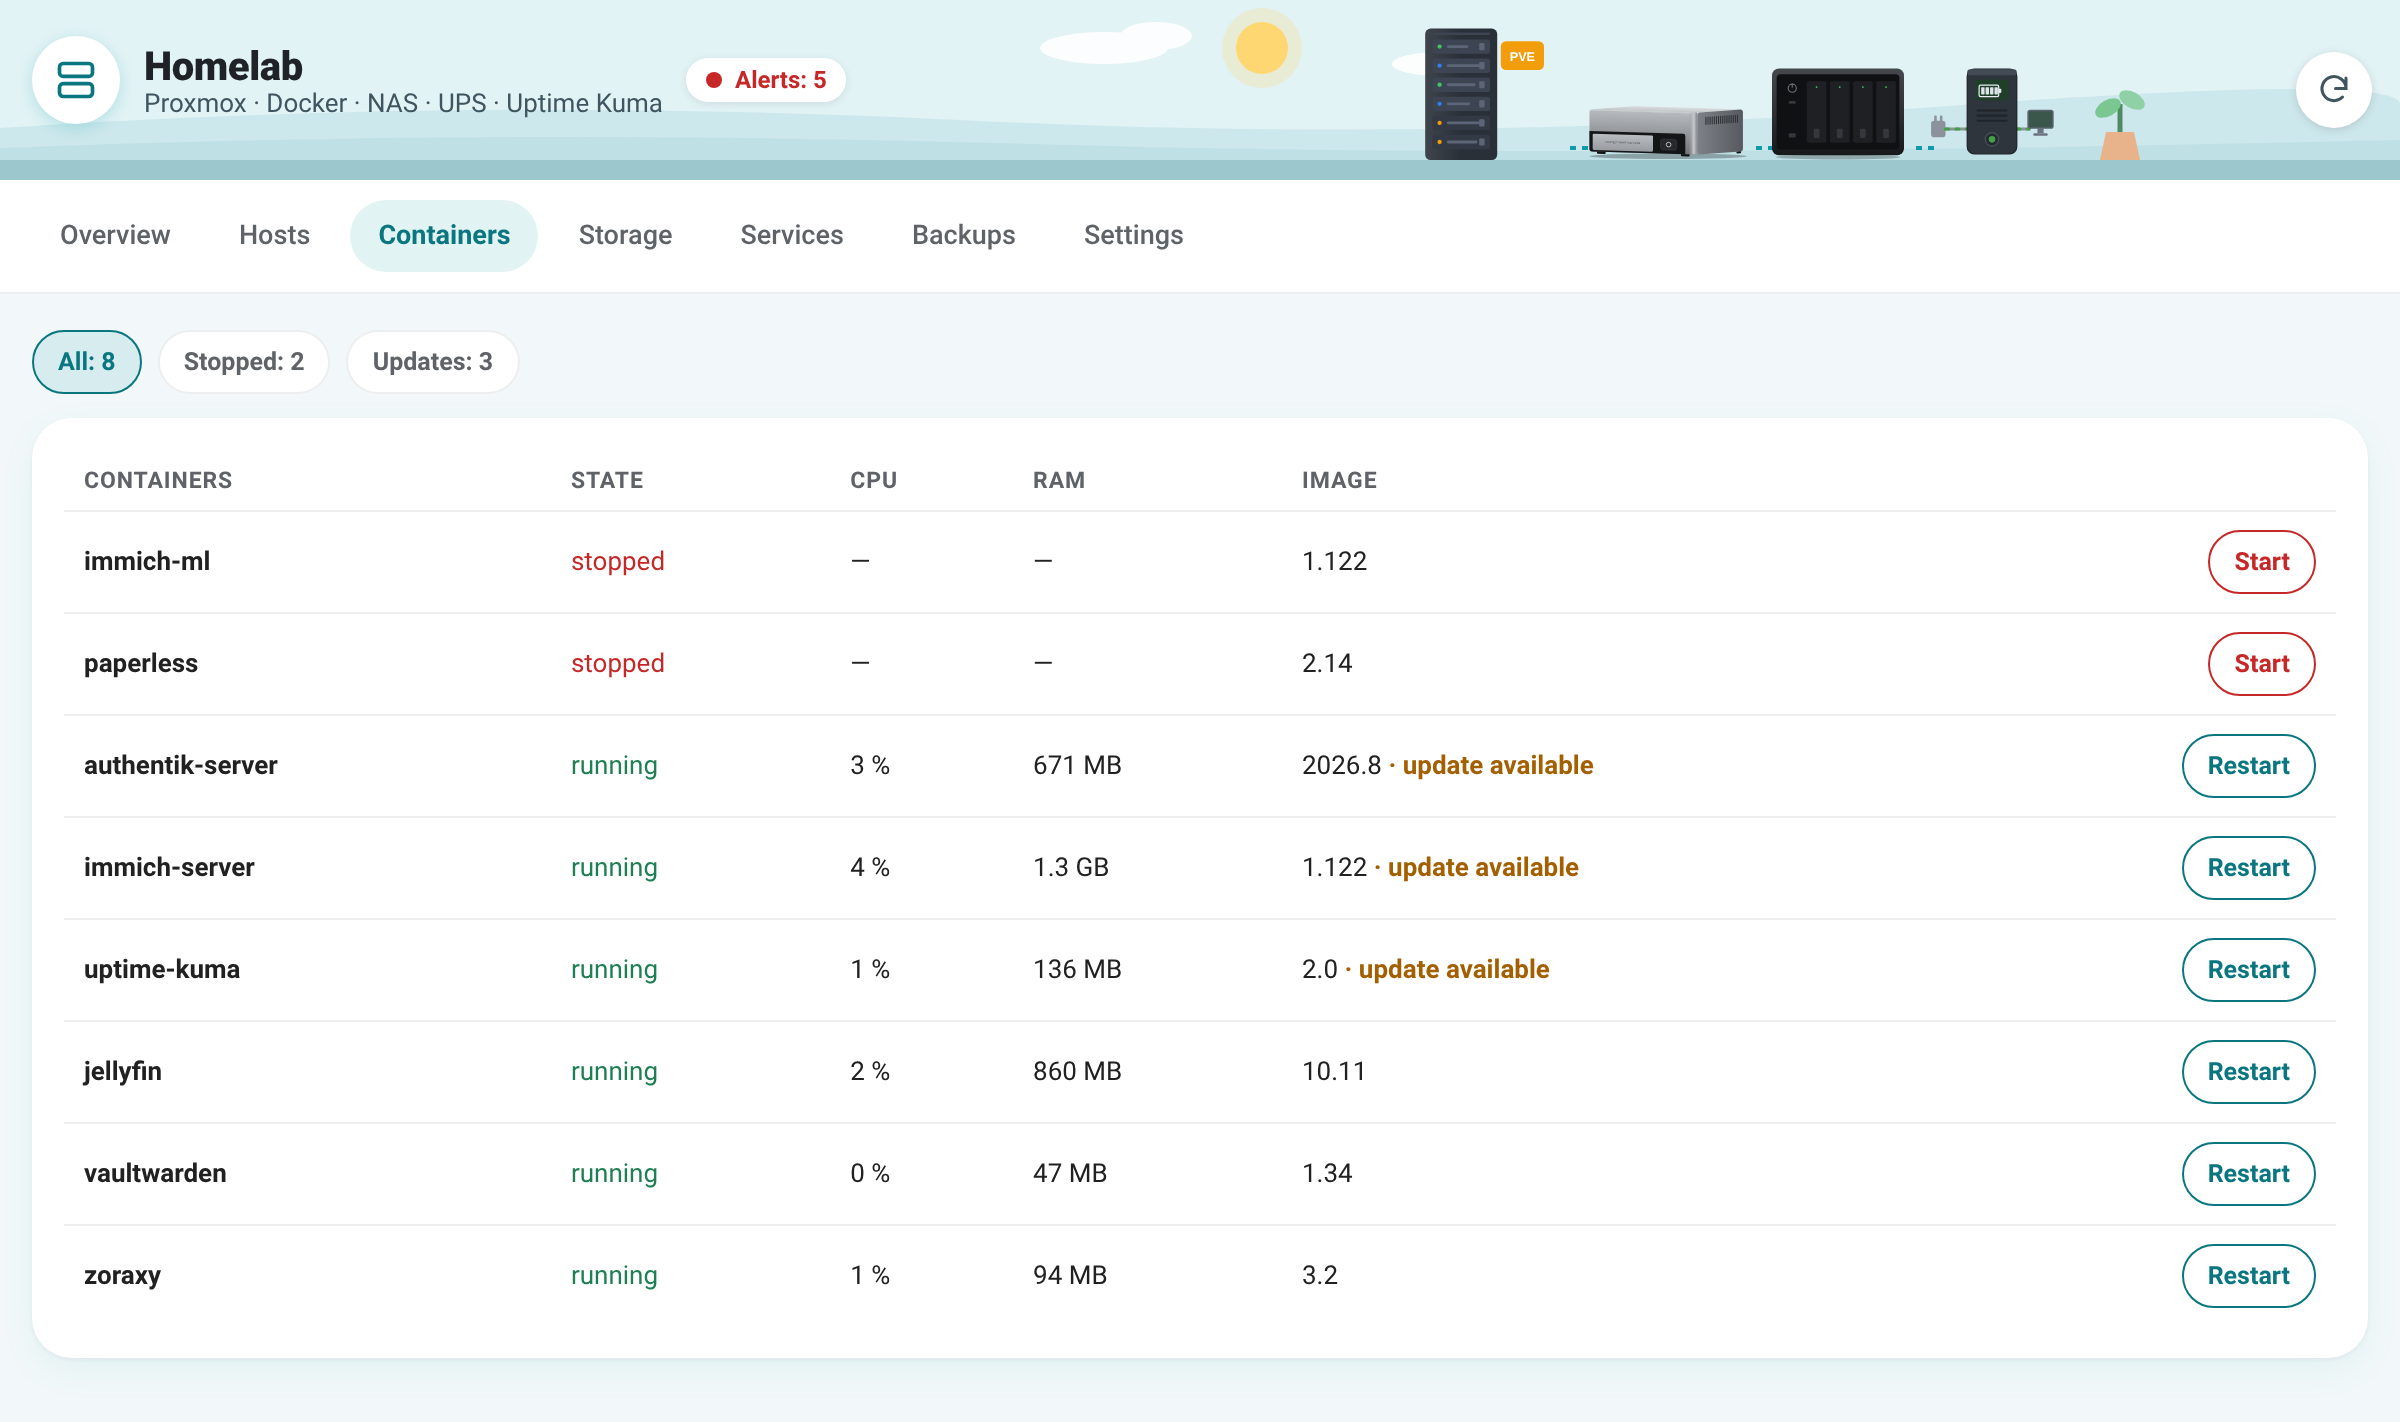 Homelab
Proxmox · Docker · NAS · UPS · Uptime Kuma
Alerts: 5
PVE
Overview Hosts Containers Storage Services Backups Settings
All: 8 Stopped: 2 Updates: 3
CONTAINERS STATE CPU RAM IMAGE
immich-ml stopped — — 1.122 Start
paperless stopped — — 2.14 Start
authentik-server running 3 % 671 MB 2026.8 · update available Restart
immich-server running 4 % 1.3 GB 1.122 · update available Restart
uptime-kuma running 1 % 136 MB 2.0 · update available Restart
jellyfin running 2 % 860 MB 10.11 Restart
vaultwarden running 0 % 47 MB 1.34 Restart
zoraxy running 1 % 94 MB 3.2 Restart